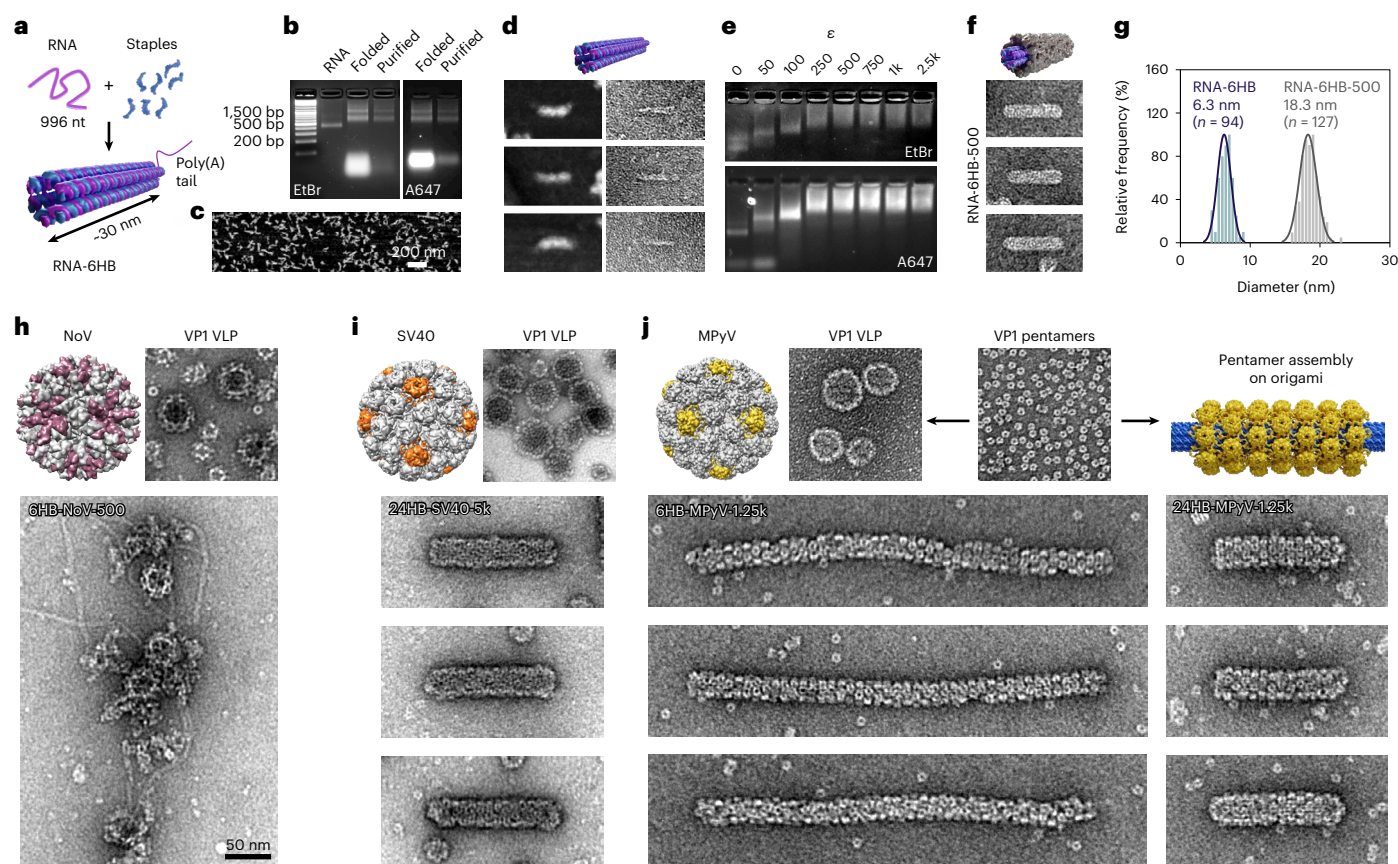 a
RNA
Staples
+
996 nt
Poly(A)
tail
~30 nm
RNA-6HB
b
RNA
Folded
Purified
Folded
Purified
1,500 bp
500 bp
200 bp
EtBr
A647
c
200 nm
d
e
ε
0
50
100
250
500
750
1k
2.5k
EtBr
A647
f
RNA-6HB-500
g
Relative frequency (%)
160
120
80
40
0
RNA-6HB
6.3 nm
(n = 94)
RNA-6HB-500
18.3 nm
(n = 127)
0
10
20
30
Diameter (nm)
h
NoV
VP1 VLP
6HB-NoV-500
50 nm
i
SV40
VP1 VLP
24HB-SV40-5k
j
MPyV
VP1 VLP
VP1 pentamers
Pentamer assembly
on origami
6HB-MPyV-1.25k
24HB-MPyV-1.25k